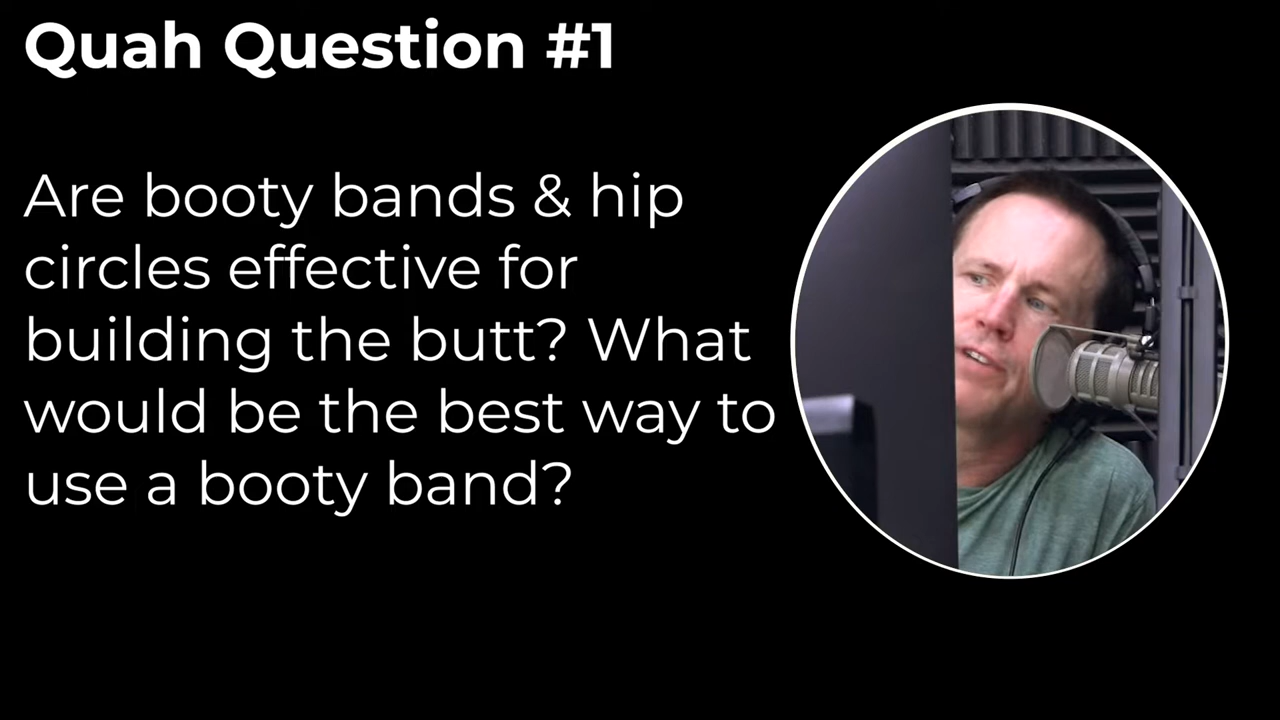 Quah Question #1
Are booty bands & hip
circles effective for
building the butt? What
would be the best way to
use a booty band?